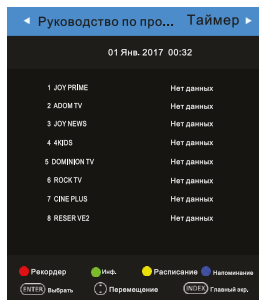 Руководство по про... Таймер
01 Янв. 2017 00:32
1 JOY PRIME Нет данных
2 ADOM TV Нет данных
3 JOY NEWS Нет данных
4 4KIDS Нет данных
5 DOMINION TV Нет данных
6 ROCK TV Нет данных
7 CINE PLUS Нет данных
8 RESERVE2 Нет данных
Рекордер Инф. Расписание Напоминание
ENTER Выбрать Перемещение INDEX Главный экр.